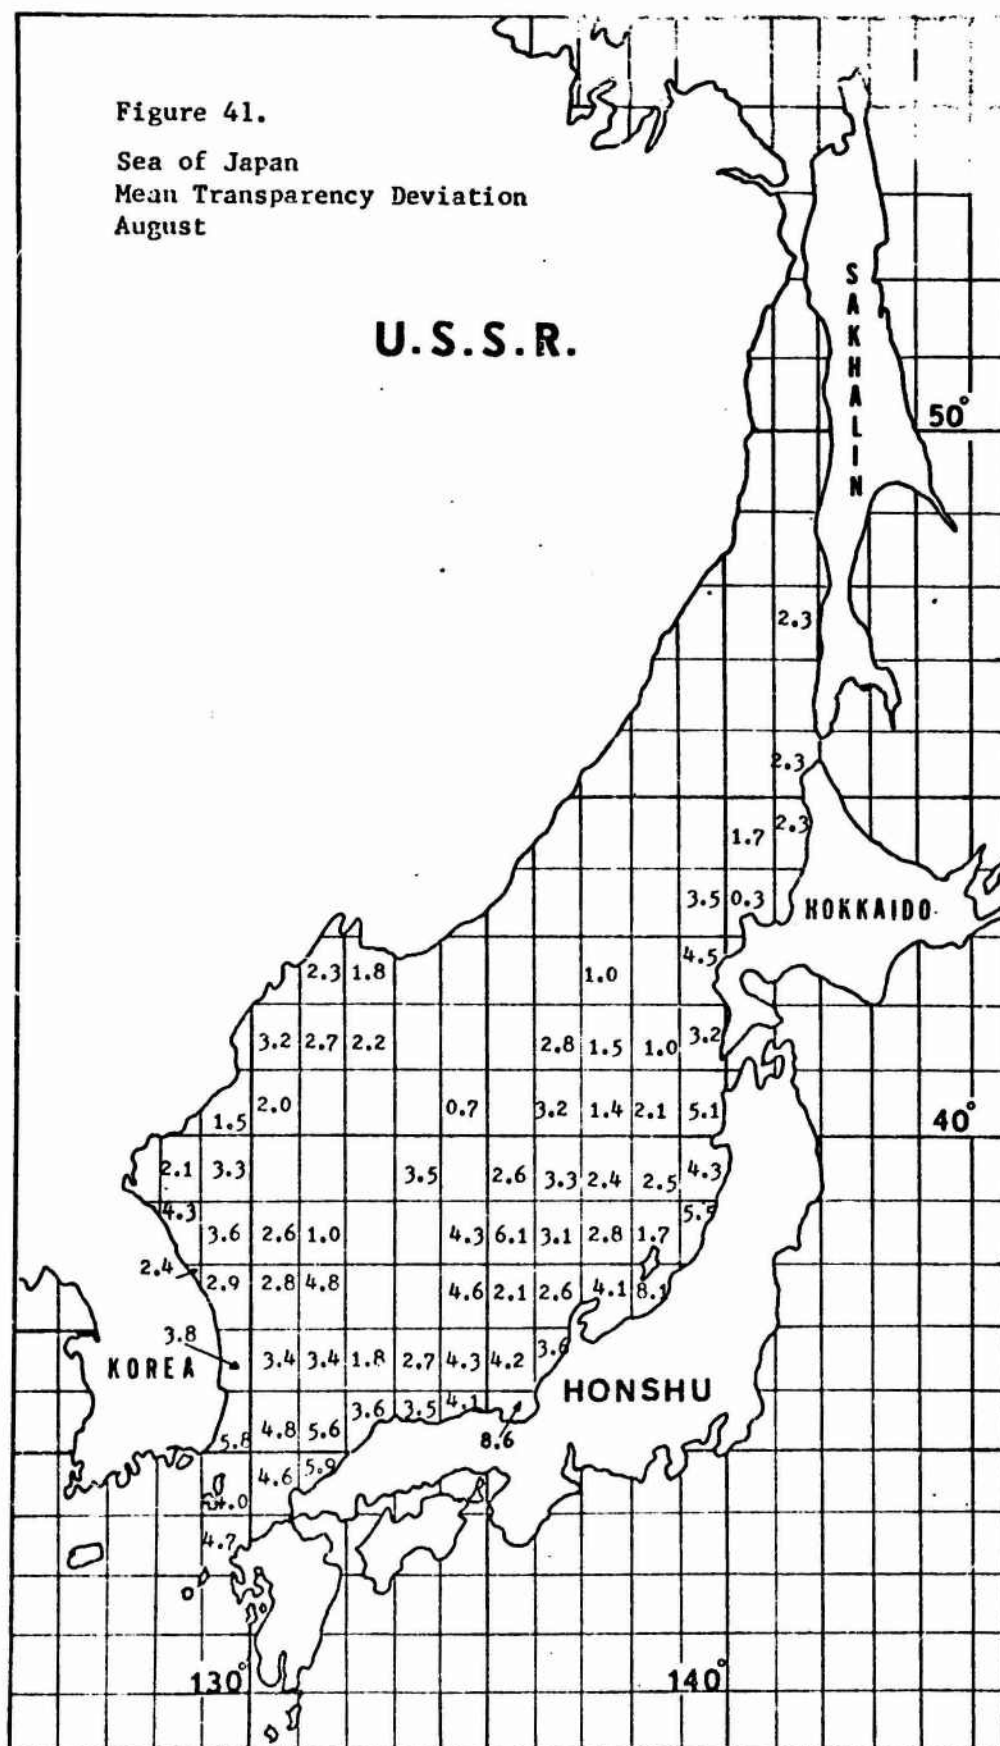 Figure 41.
Sea of Japan
Mean Transparency Deviation
August
U.S.S.R.
SAKHALIN
50°
2.3
2.3
1.7 2.3
3.5 0.3 HOKKAIDO
4.5
2.3 1.8 1.0
3.2 2.7 2.2 2.8 1.5 1.0 3.2
1.5 2.0 0.7 3.2 1.4 2.1 5.1 40°
2.1 3.3 3.5 2.6 3.3 2.4 2.5 4.3
4.3 5.5
3.6 2.6 1.0 4.3 6.1 3.1 2.8 1.7
2.4
2.9 2.8 4.8 4.6 2.1 2.6 4.1 8.1
3.8
KOREA 3.4 3.4 1.8 2.7 4.3 4.2 3.6
HONSHU
3.6 3.5 4.1
5.8 4.8 5.6 8.6
4.6 5.9
4.0
4.7
130° 140°